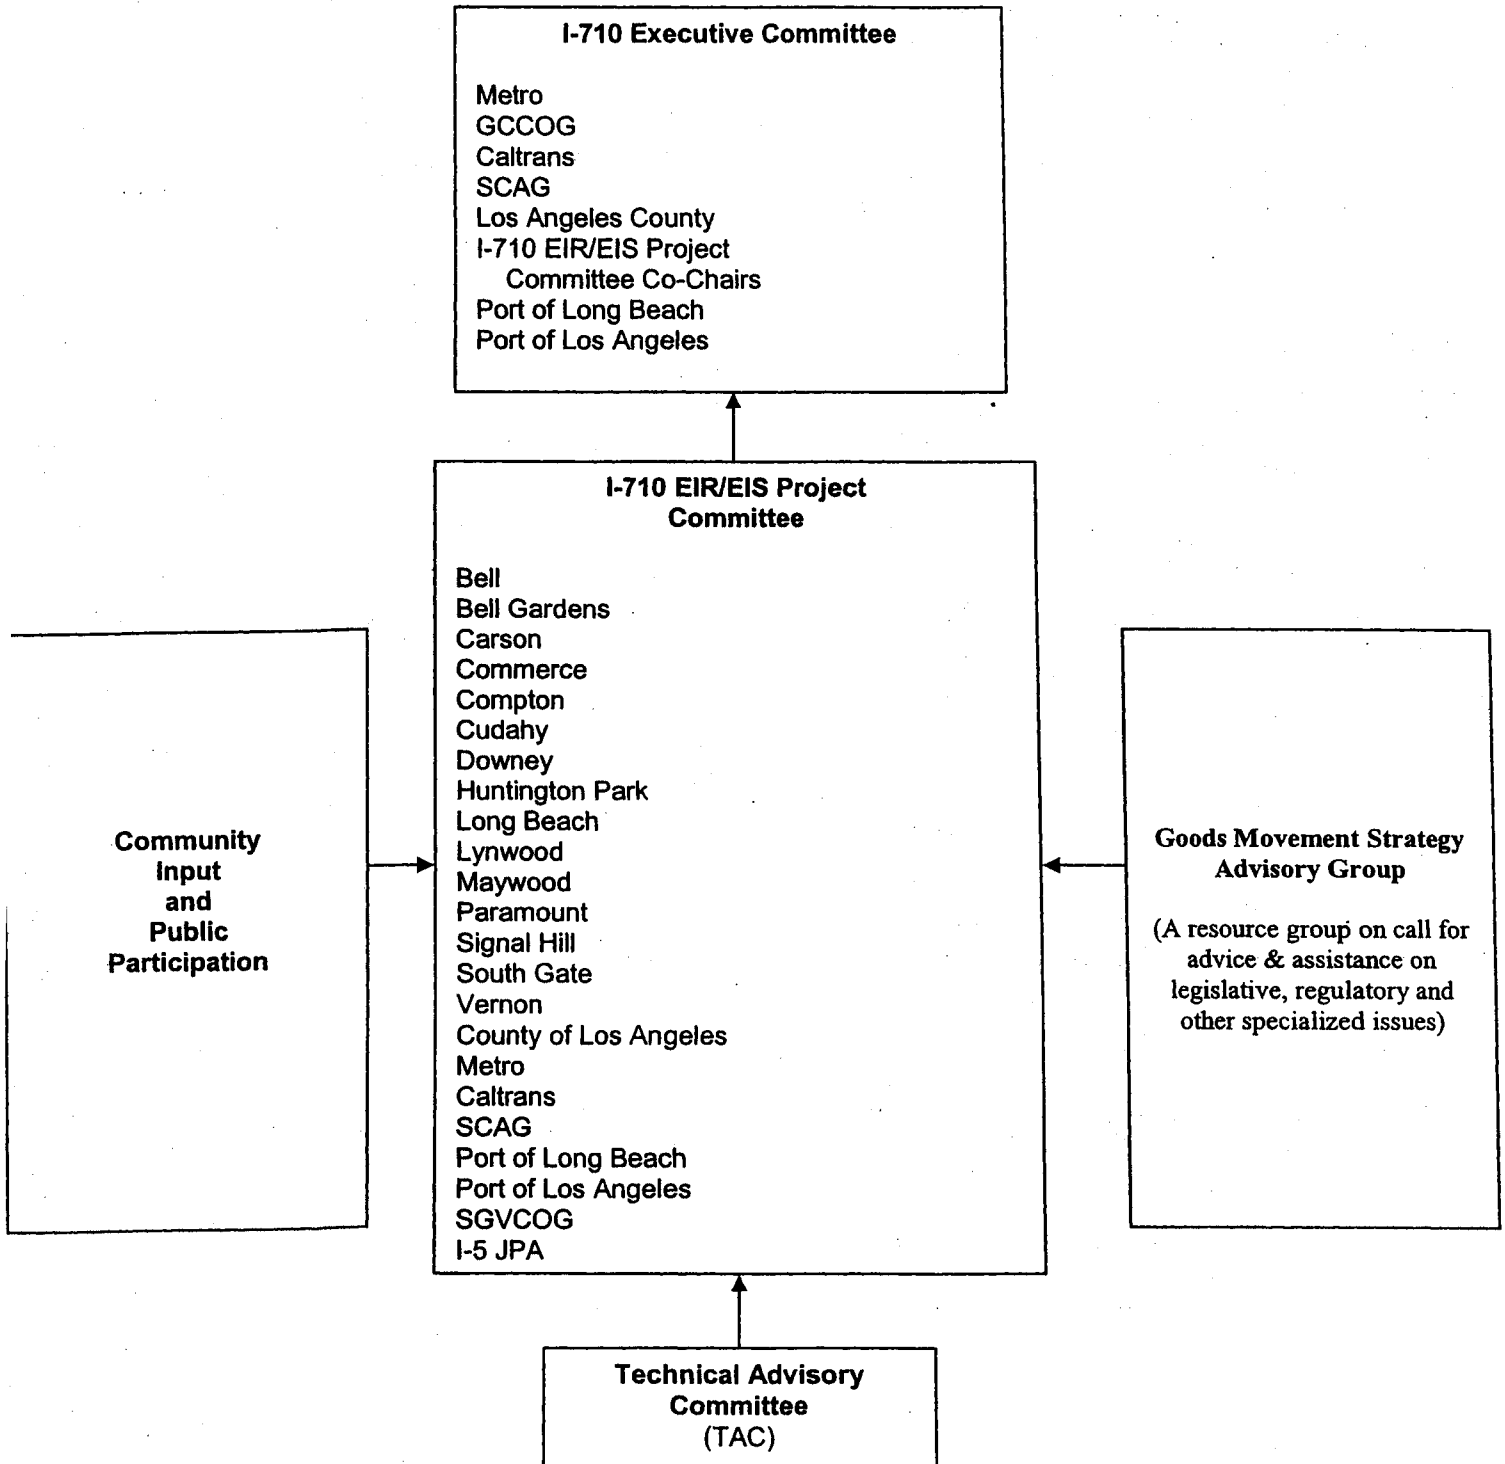 I-710 Executive Committee
Metro
GCCOG
Caltrans
SCAG
Los Angeles County
I-710 EIR/EIS Project
Committee Co-Chairs
Port of Long Beach
Port of Los Angeles
I-710 EIR/EIS Project
Committee
Bell
Bell Gardens
Carson
Commerce
Compton
Cudahy
Downey
Huntington Park
Long Beach
Lynwood
Maywood
Paramount
Signal Hill
South Gate
Vernon
County of Los Angeles
Metro
Caltrans
SCAG
Port of Long Beach
Port of Los Angeles
SGVCOG
I-5 JPA
Community
Input
and
Public
Participation
Goods Movement Strategy
Advisory Group
(A resource group on call for
advice & assistance on
legislative, regulatory and
other specialized issues)
Technical Advisory
Committee
(TAC)